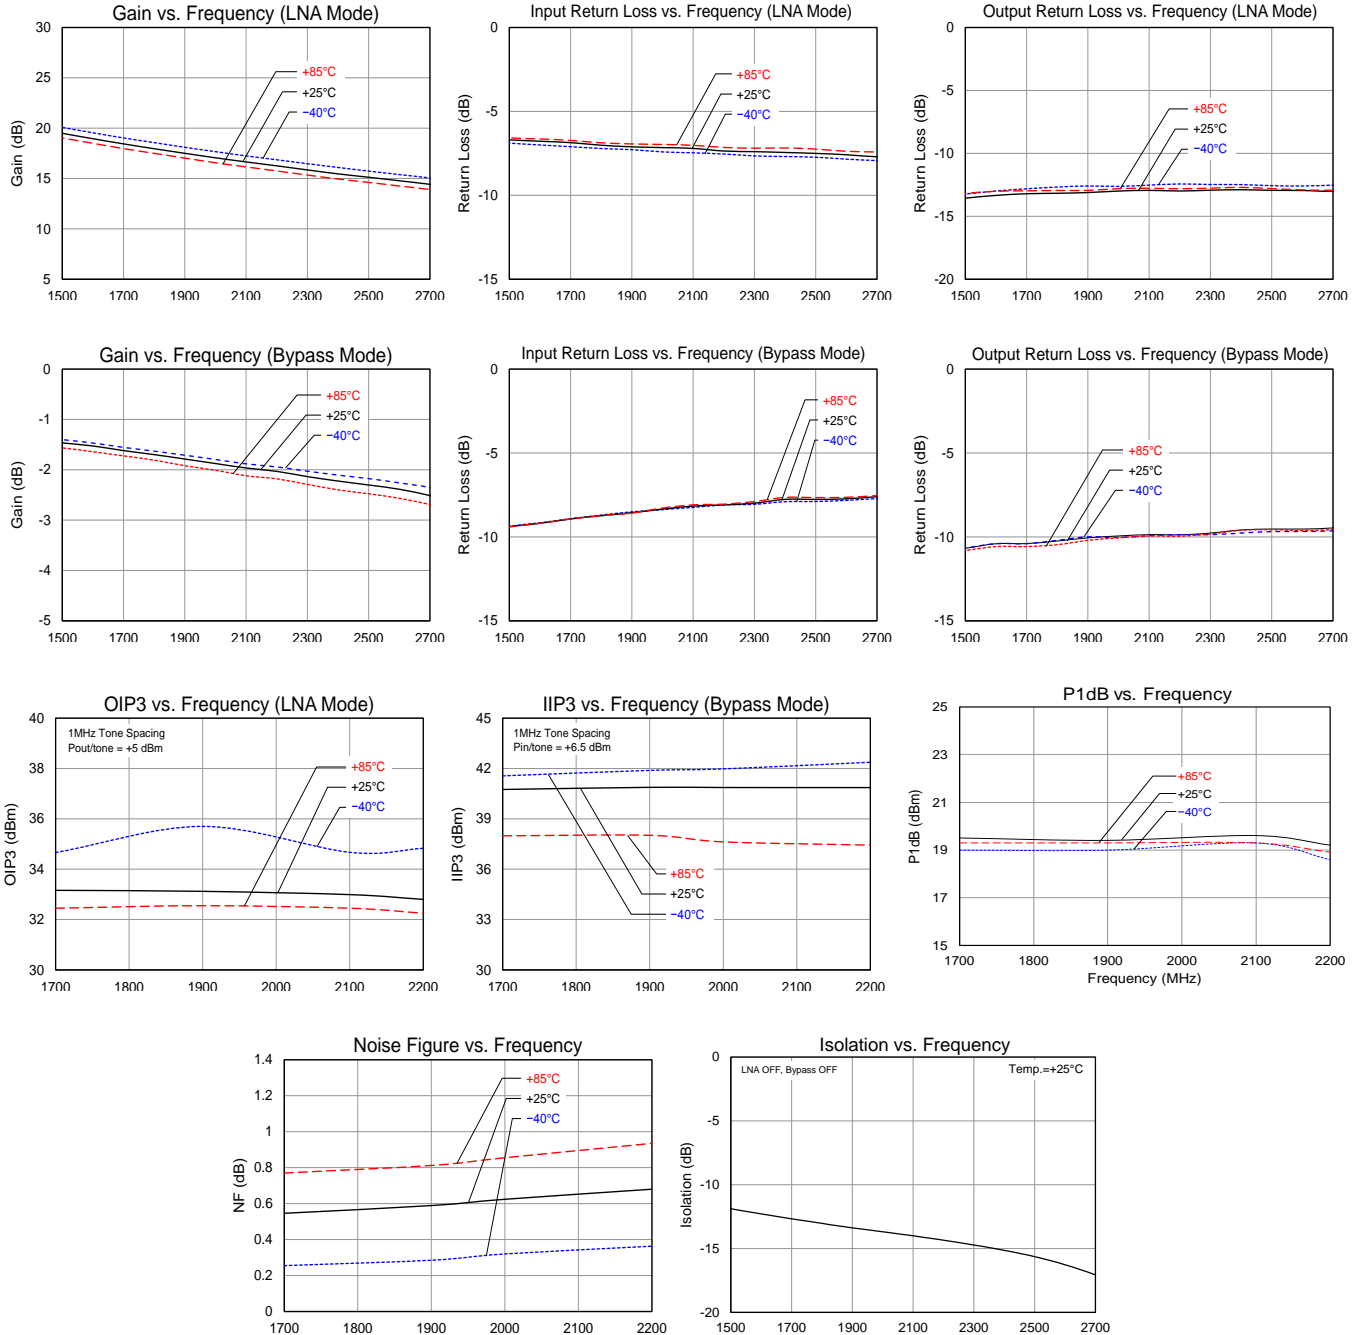 Gain vs. Frequency (LNA Mode)
30
25
20
15
10
5
Gain (dB)
+85°C
+25°C
−40°C
1500 1700 1900 2100 2300 2500 2700
Input Return Loss vs. Frequency (LNA Mode)
0
-5
-10
-15
Return Loss (dB)
+85°C
+25°C
−40°C
1500 1700 1900 2100 2300 2500 2700
Output Return Loss vs. Frequency (LNA Mode)
0
-5
-10
-15
-20
Return Loss (dB)
+85°C
+25°C
−40°C
1500 1700 1900 2100 2300 2500 2700
Gain vs. Frequency (Bypass Mode)
0
-1
-2
-3
-4
-5
Gain (dB)
+85°C
+25°C
−40°C
1500 1700 1900 2100 2300 2500 2700
Input Return Loss vs. Frequency (Bypass Mode)
0
-5
-10
-15
Return Loss (dB)
+85°C
+25°C
−40°C
1500 1700 1900 2100 2300 2500 2700
Output Return Loss vs. Frequency (Bypass Mode)
0
-5
-10
-15
Return Loss (dB)
+85°C
+25°C
−40°C
1500 1700 1900 2100 2300 2500 2700
OIP3 vs. Frequency (LNA Mode)
40
38
36
34
32
30
OIP3 (dBm)
1MHz Tone Spacing
Pout/tone = +5 dBm
+85°C
+25°C
−40°C
1700 1800 1900 2000 2100 2200
IIP3 vs. Frequency (Bypass Mode)
45
42
39
36
33
30
IIP3 (dBm)
1MHz Tone Spacing
Pin/tone = +6.5 dBm
+85°C
+25°C
−40°C
1700 1800 1900 2000 2100 2200
P1dB vs. Frequency
25
23
21
19
17
15
P1dB (dBm)
+85°C
+25°C
−40°C
1700 1800 1900 2000 2100 2200
Frequency (MHz)
Noise Figure vs. Frequency
1.4
1.2
1
0.8
0.6
0.4
0.2
0
NF (dB)
+85°C
+25°C
−40°C
1700 1800 1900 2000 2100 2200
Isolation vs. Frequency
0
-5
-10
-15
-20
Isolation (dB)
LNA OFF, Bypass OFF
Temp.=+25°C
1500 1700 1900 2100 2300 2500 2700